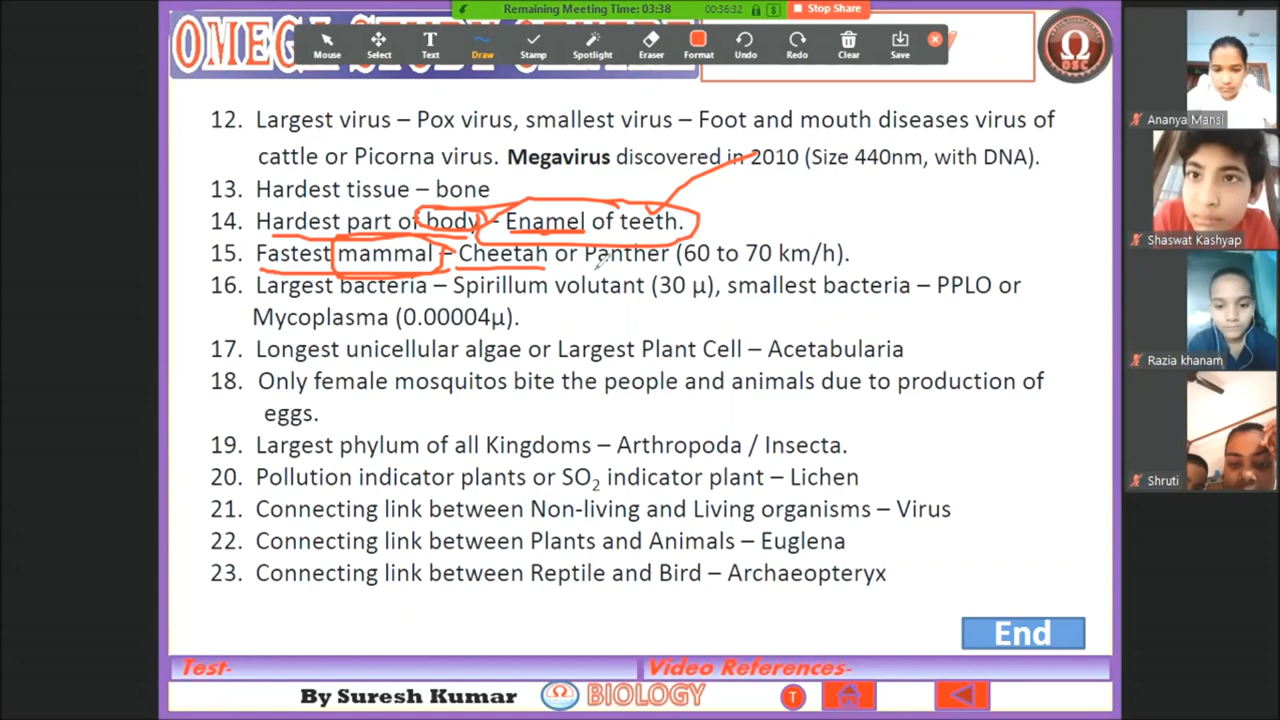 Remaining Meeting Time: 03:38
00:36:32
Stop Share
Mouse
Select
Text
Draw
Stamp
Spotlight
Eraser
Format
Undo
Redo
Clear
Save
Ω
OSC
12. Largest virus – Pox virus, smallest virus – Foot and mouth diseases virus of
cattle or Picorna virus. Megavirus discovered in 2010 (Size 440nm, with DNA).
13. Hardest tissue – bone
14. Hardest part of body – Enamel of teeth.
15. Fastest mammal – Cheetah or Panther (60 to 70 km/h).
16. Largest bacteria – Spirillum volutant (30 μ), smallest bacteria – PPLO or
Mycoplasma (0.00004μ).
17. Longest unicellular algae or Largest Plant Cell – Acetabularia
18. Only female mosquitos bite the people and animals due to production of
eggs.
19. Largest phylum of all Kingdoms – Arthropoda / Insecta.
20. Pollution indicator plants or SO₂ indicator plant – Lichen
21. Connecting link between Non-living and Living organisms – Virus
22. Connecting link between Plants and Animals – Euglena
23. Connecting link between Reptile and Bird – Archaeopteryx
End
Test-
Video References-
By Suresh Kumar
BIOLOGY
T
Ananya Mansi
Shaswat Kashyap
Razia khanam
Shruti